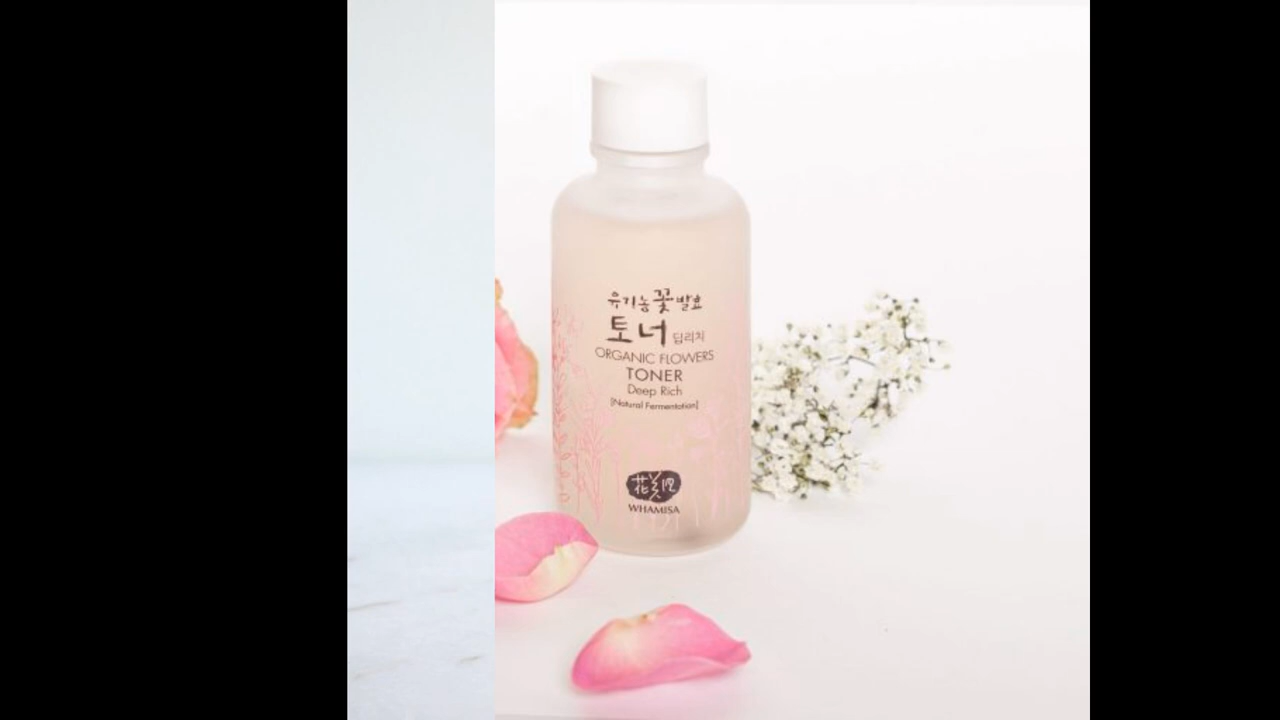 유기농꽃발효
토너 딥리치
ORGANIC FLOWERS
TONER
Deep Rich
[Natural Fermentation]
WHAMISA